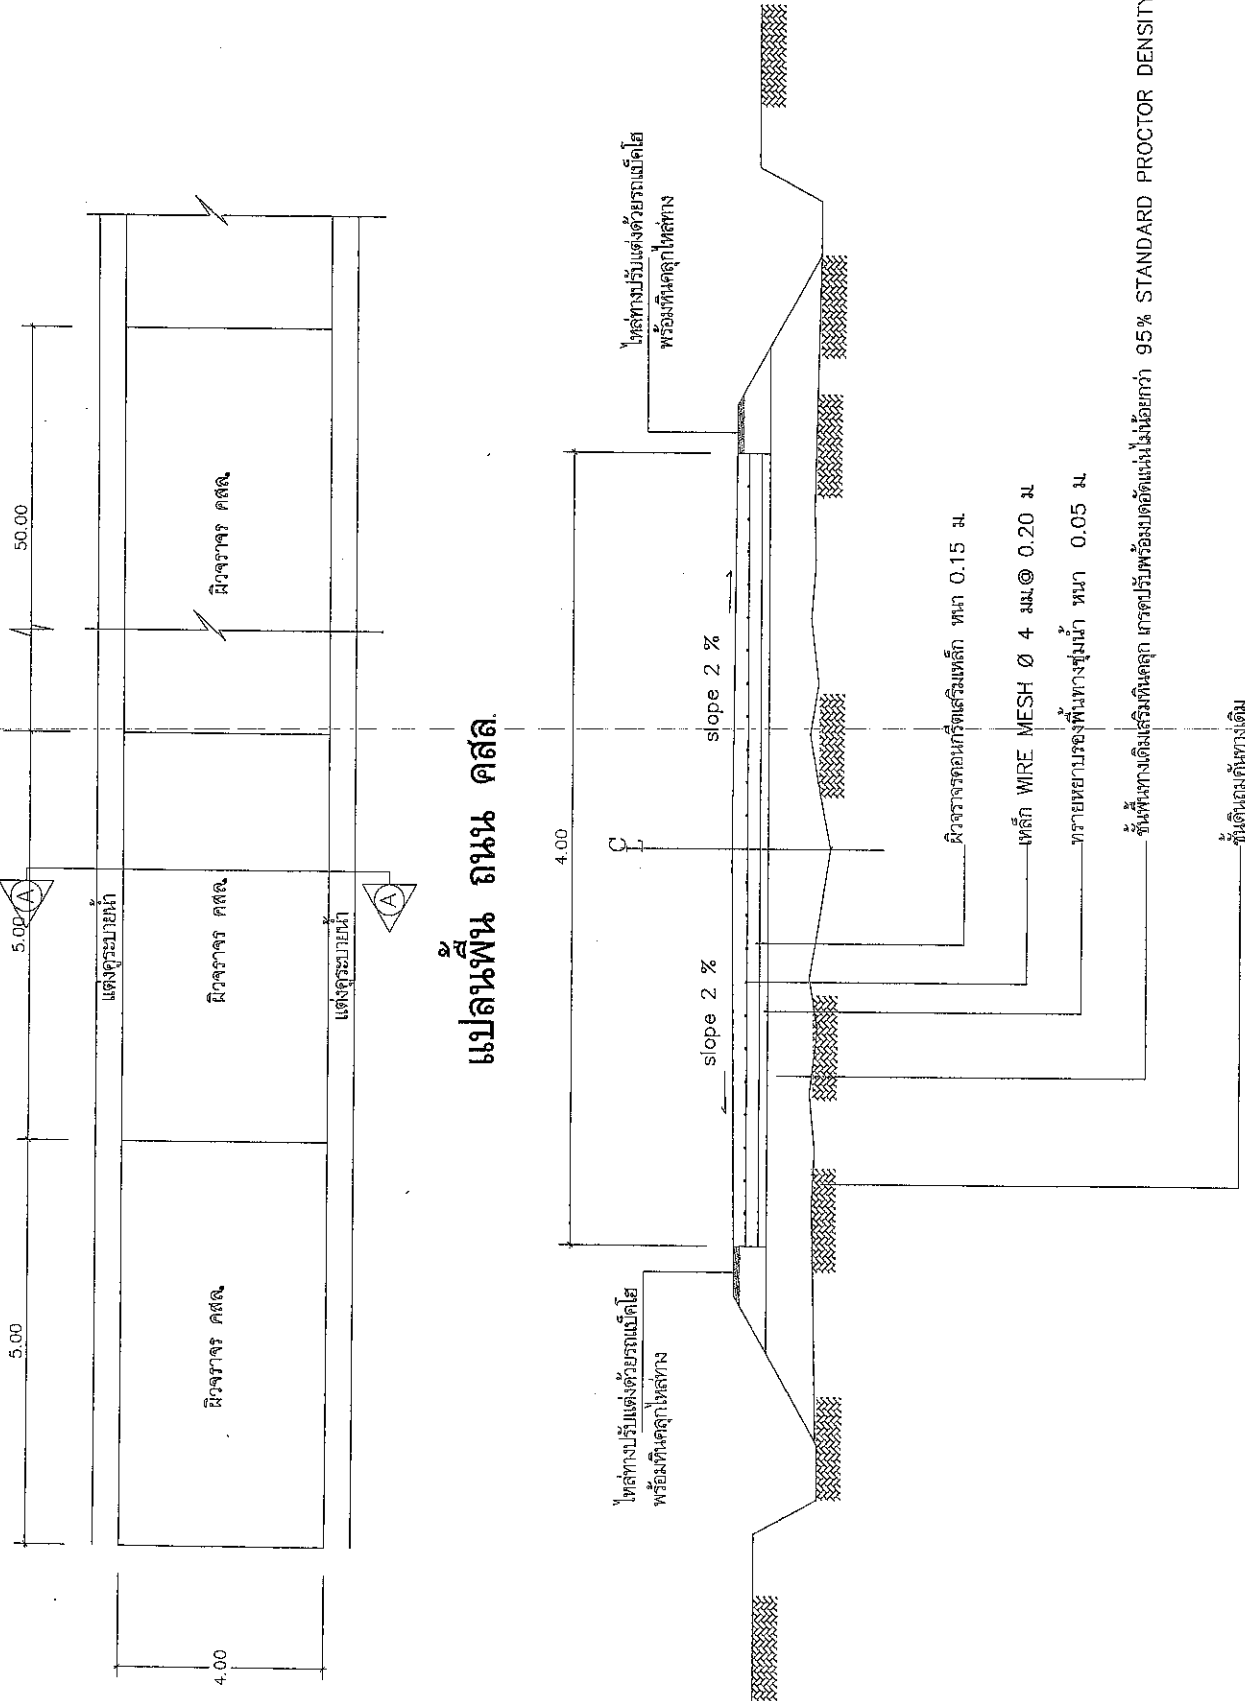 5.00
5.00
50.00
4.00
A
A
แต่งคูระบายน้ำ
แต่งคูระบายน้ำ
ผิวจราจร คสล.
ผิวจราจร คสล.
ผิวจราจร คสล.
แปลนพื้น ถนน คสล.
4.00
ไหล่ทางปรับแต่งด้วยรถแบ็คโฮ
พร้อมหินคลุกไหล่ทาง
ไหล่ทางปรับแต่งด้วยรถแบ็คโฮ
พร้อมหินคลุกไหล่ทาง
slope 2 %
slope 2 %
ผิวจราจรคอนกรีตเสริมเหล็ก หนา 0.15 ม.
เหล็ก WIRE MESH Ø 4 มม.@ 0.20 ม.
ทรายหยาบรองพื้นทางชุ่มน้ำ หนา 0.05 ม.
ชั้นพื้นทางเดิมเสริมหินคลุก เกรดปรับพร้อมบดอัดแน่นไม่น้อยกว่า 95% STANDARD PROCTOR DENSITY
ชั้นดินถมคันทางเดิม